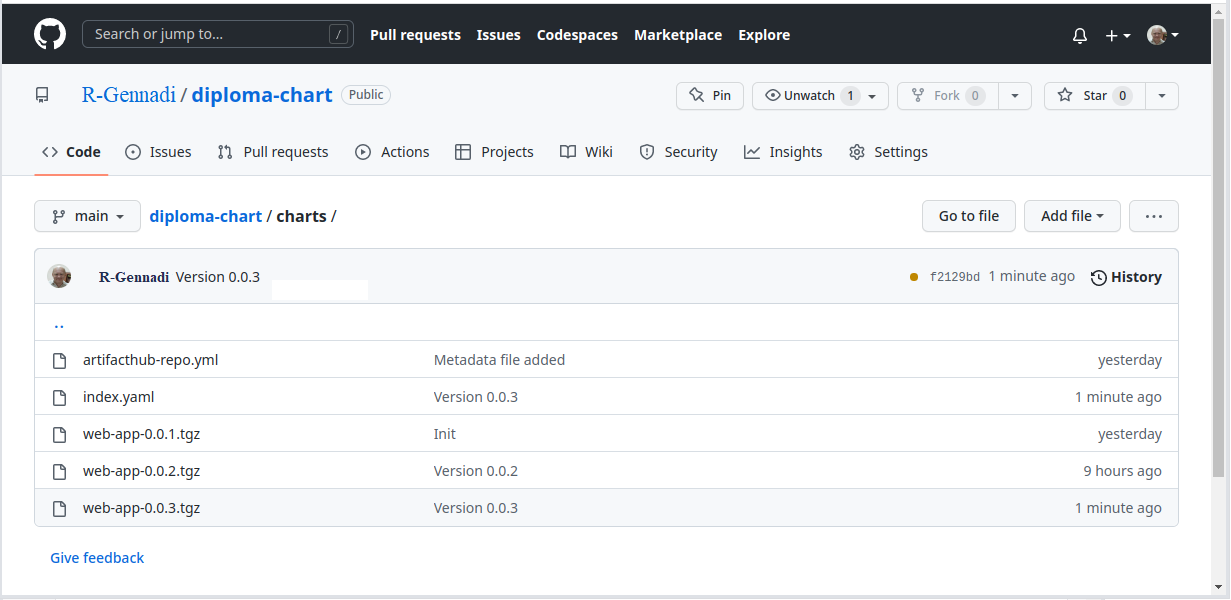 Search or jump to... / Pull requests Issues Codespaces Marketplace Explore
R-Gennadi / diploma-chart Public Pin Unwatch 1 Fork 0 Star 0
Code Issues Pull requests Actions Projects Wiki Security Insights Settings
main diploma-chart / charts / Go to file Add file ...
R-Gennadi Version 0.0.3 f2129bd 1 minute ago History
..
artifacthub-repo.yml Metadata file added yesterday
index.yaml Version 0.0.3 1 minute ago
web-app-0.0.1.tgz Init yesterday
web-app-0.0.2.tgz Version 0.0.2 9 hours ago
web-app-0.0.3.tgz Version 0.0.3 1 minute ago
Give feedback